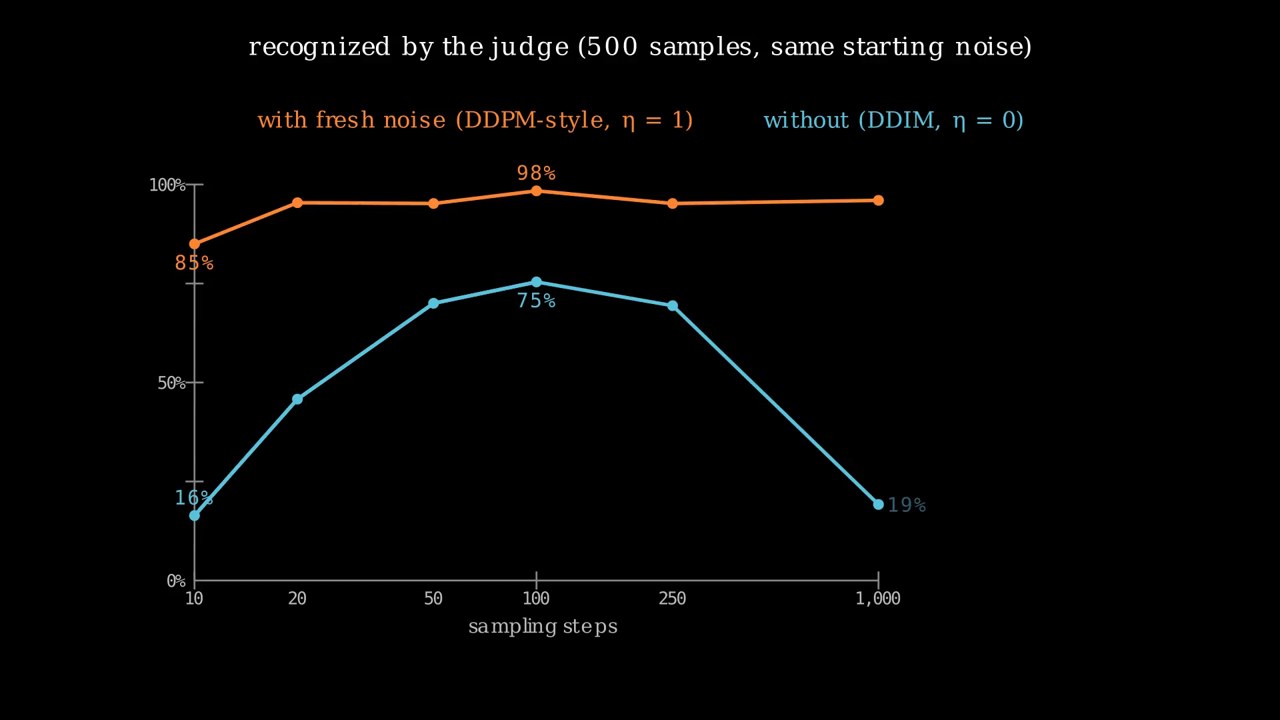 recognized by the judge (500 samples, same starting noise)
with fresh noise (DDPM-style, η = 1) without (DDIM, η = 0)
98%
100%
85%
75%
50%
16%
19%
0%
10 20 50 100 250 1,000
sampling steps